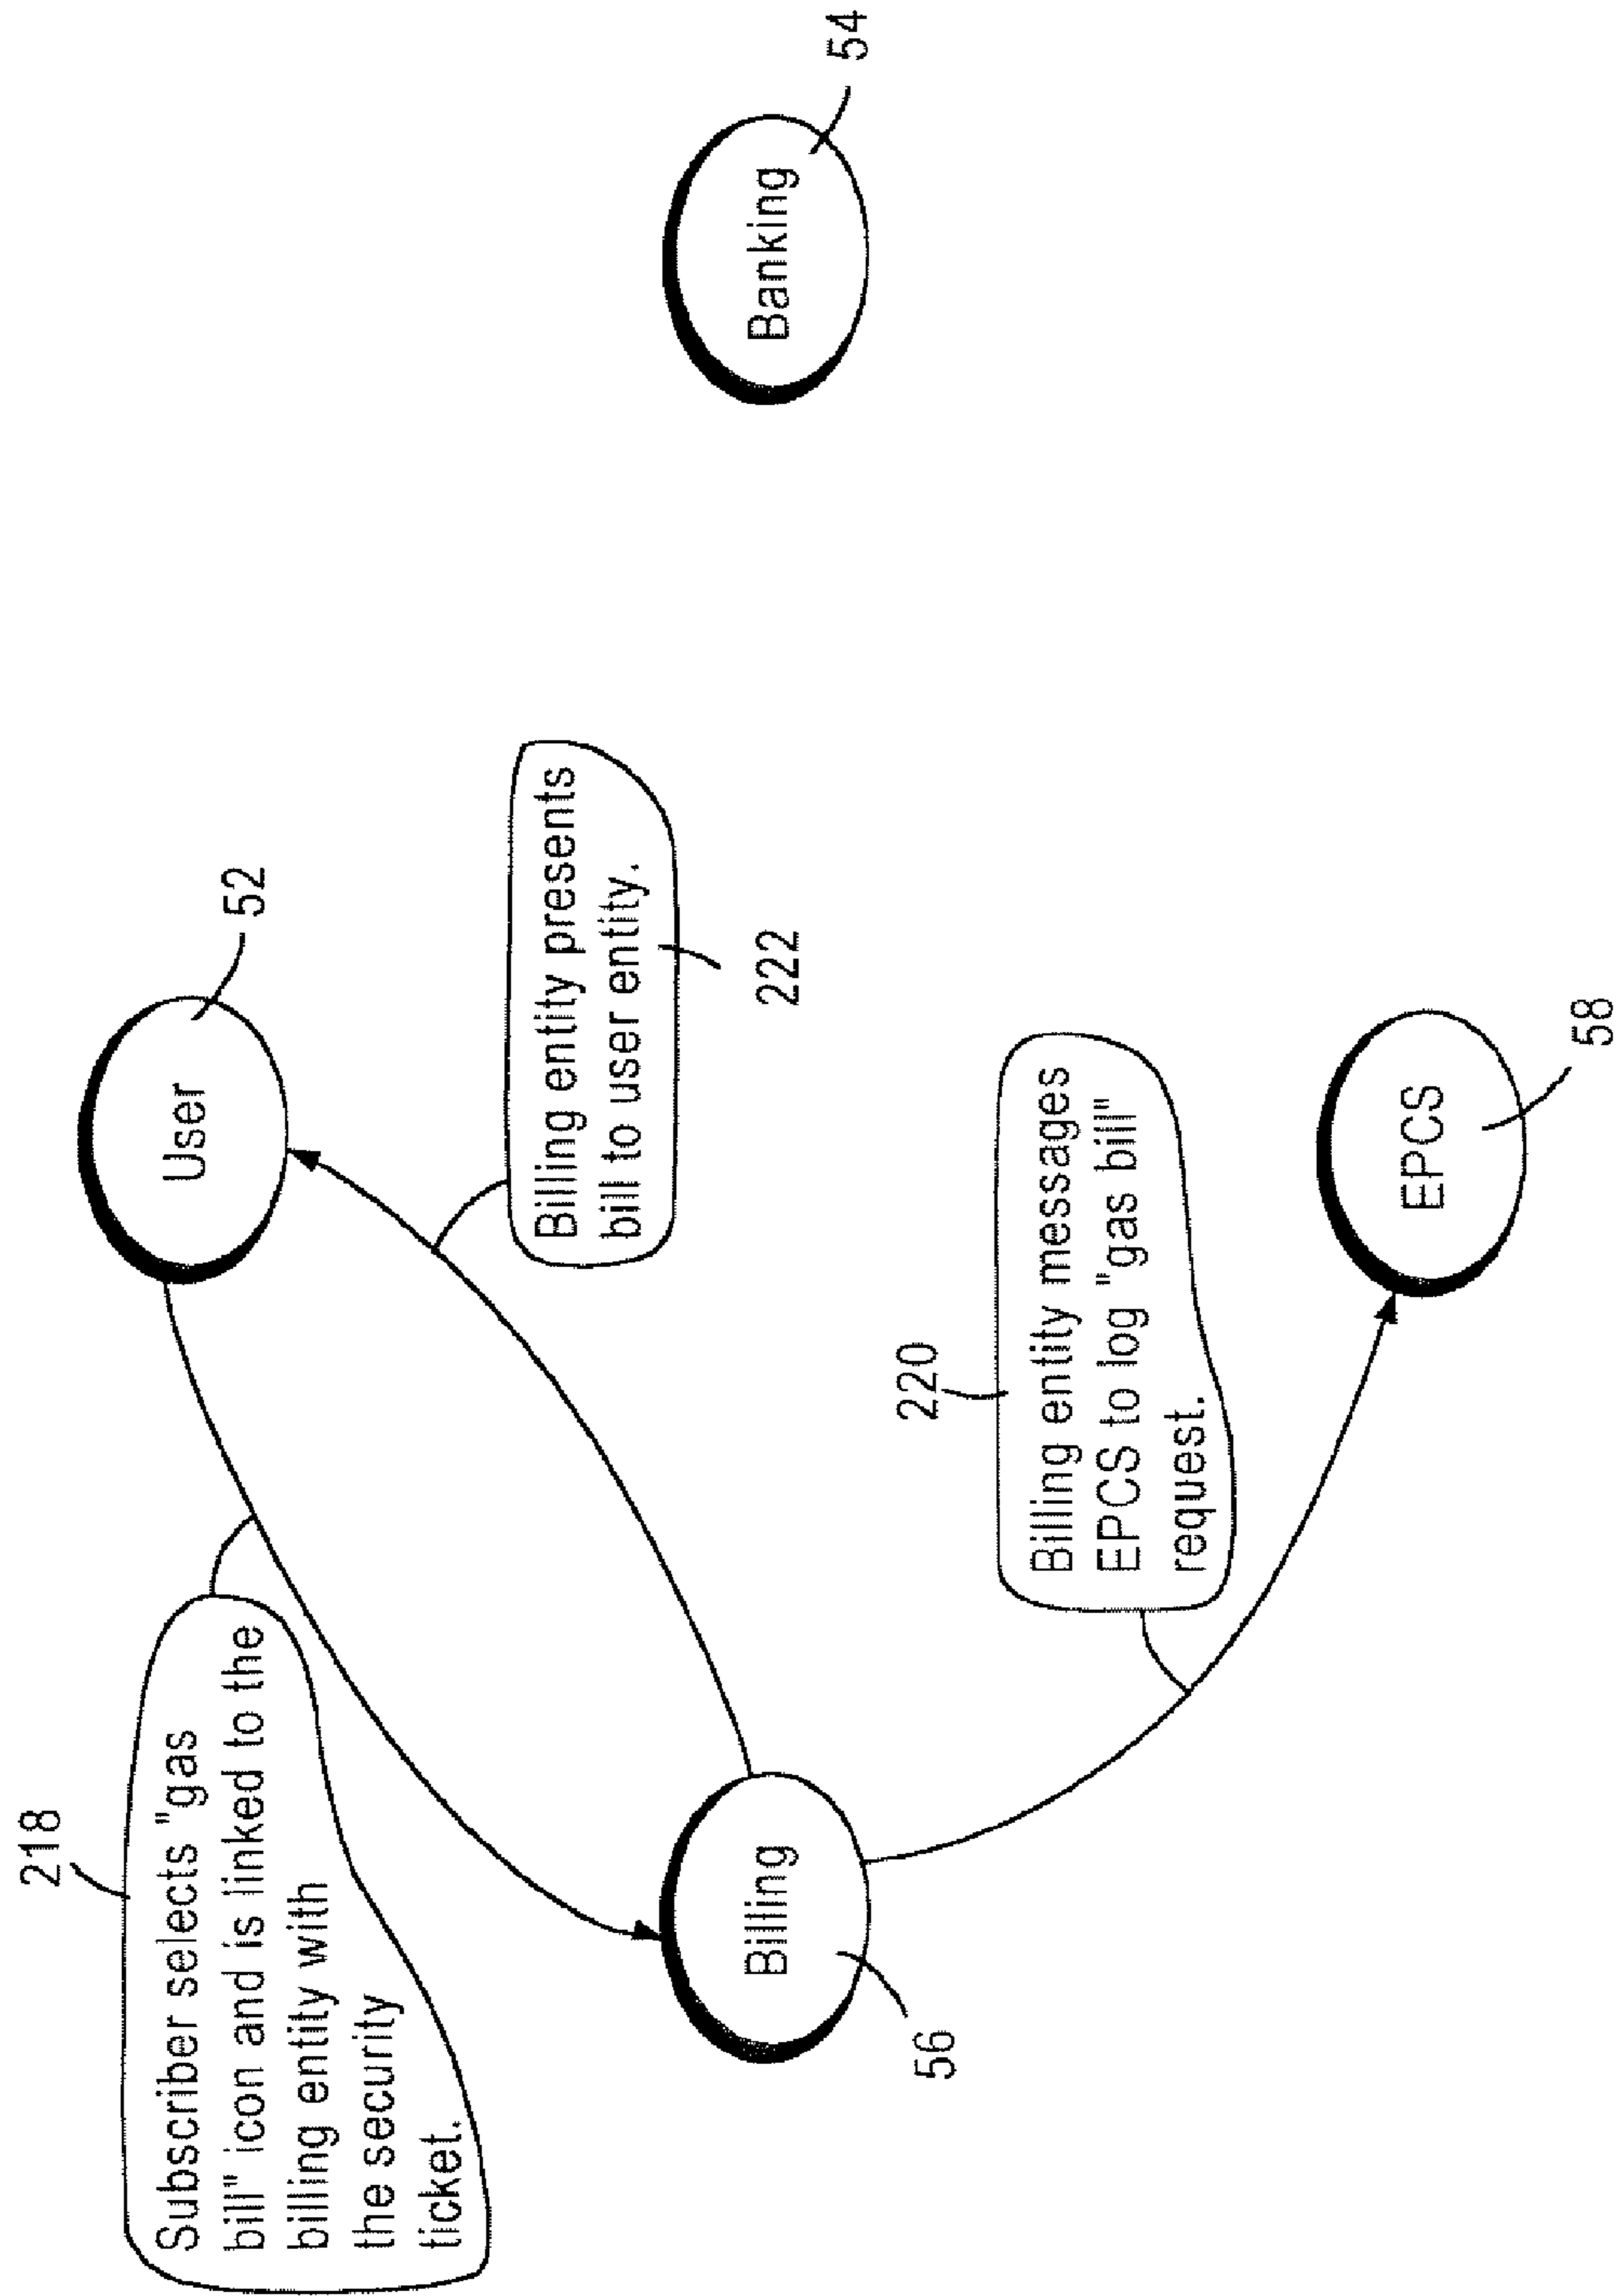 218
Subscriber selects "gas
bill" icon and is linked to the
billing entity with
the security
ticket.
User
52
Billing entity presents
bill to user entity.
222
Billing
56
Banking
54
220
Billing entity messages
EPCS to log "gas bill"
request.
EPCS
58